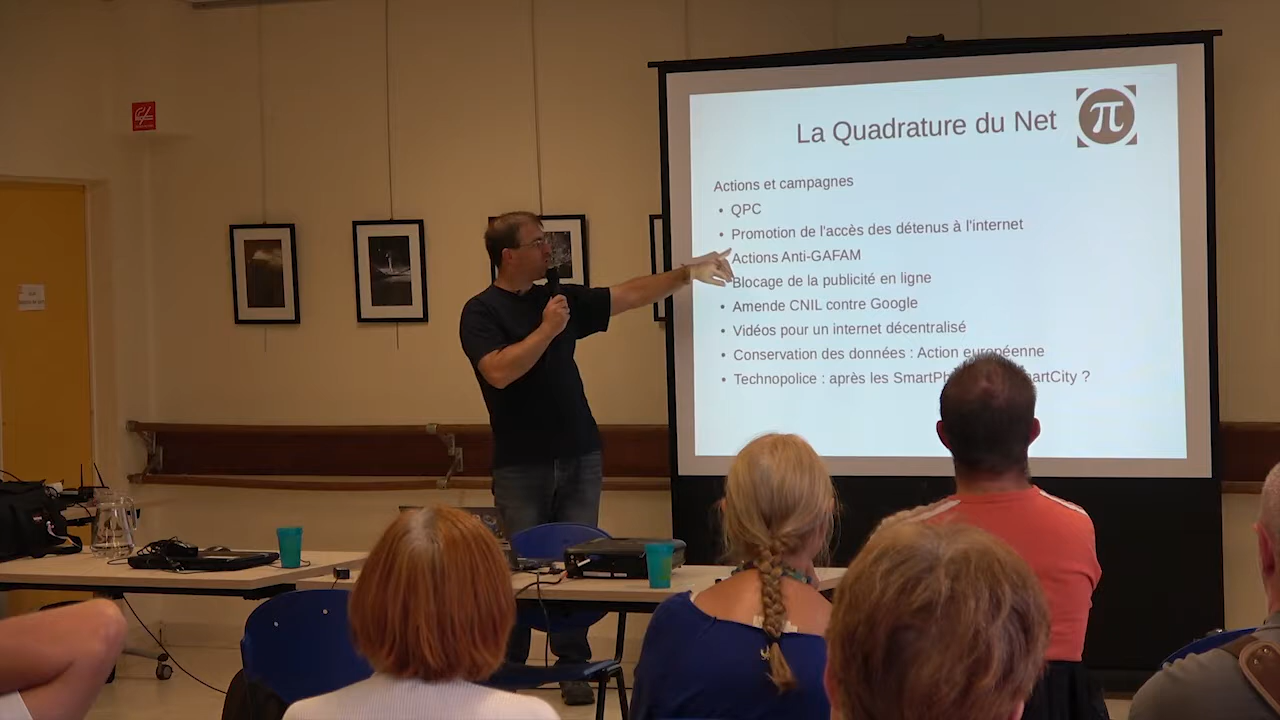 La Quadrature du Net
π
Actions et campagnes
• QPC
• Promotion de l'accès des détenus à l'internet
Actions Anti-GAFAM
Blocage de la publicité en ligne
• Amende CNIL contre Google
• Vidéos pour un internet décentralisé
• Conservation des données : Action européenne
• Technopolice : après les ?